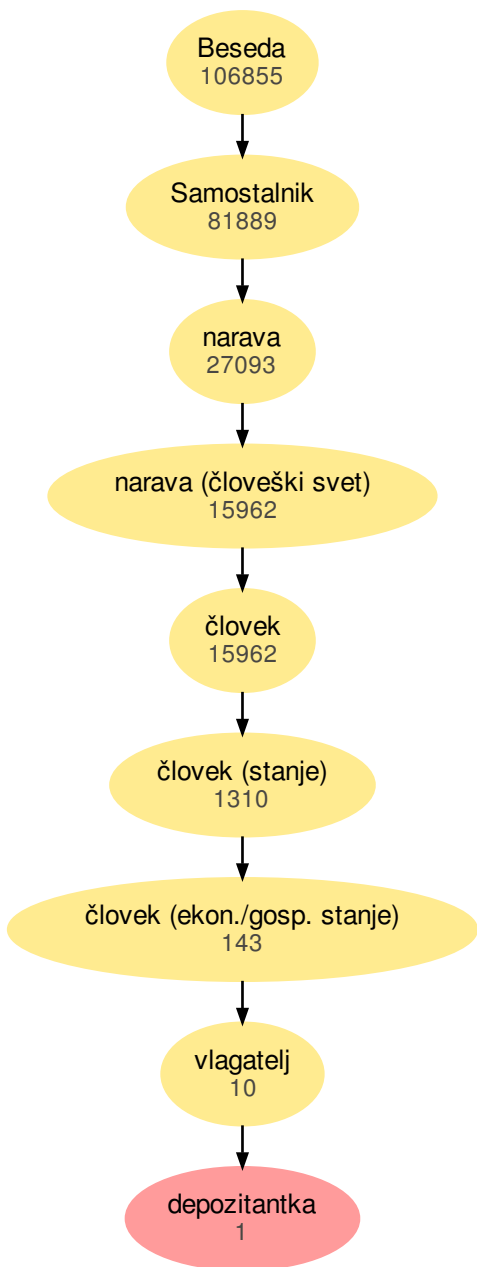 Beseda
106855
Samostalnik
81889
narava
27093
narava (človeški svet)
15962
človek
15962
človek (stanje)
1310
človek (ekon./gosp. stanje)
143
vlagatelj
10
depozitantka
1